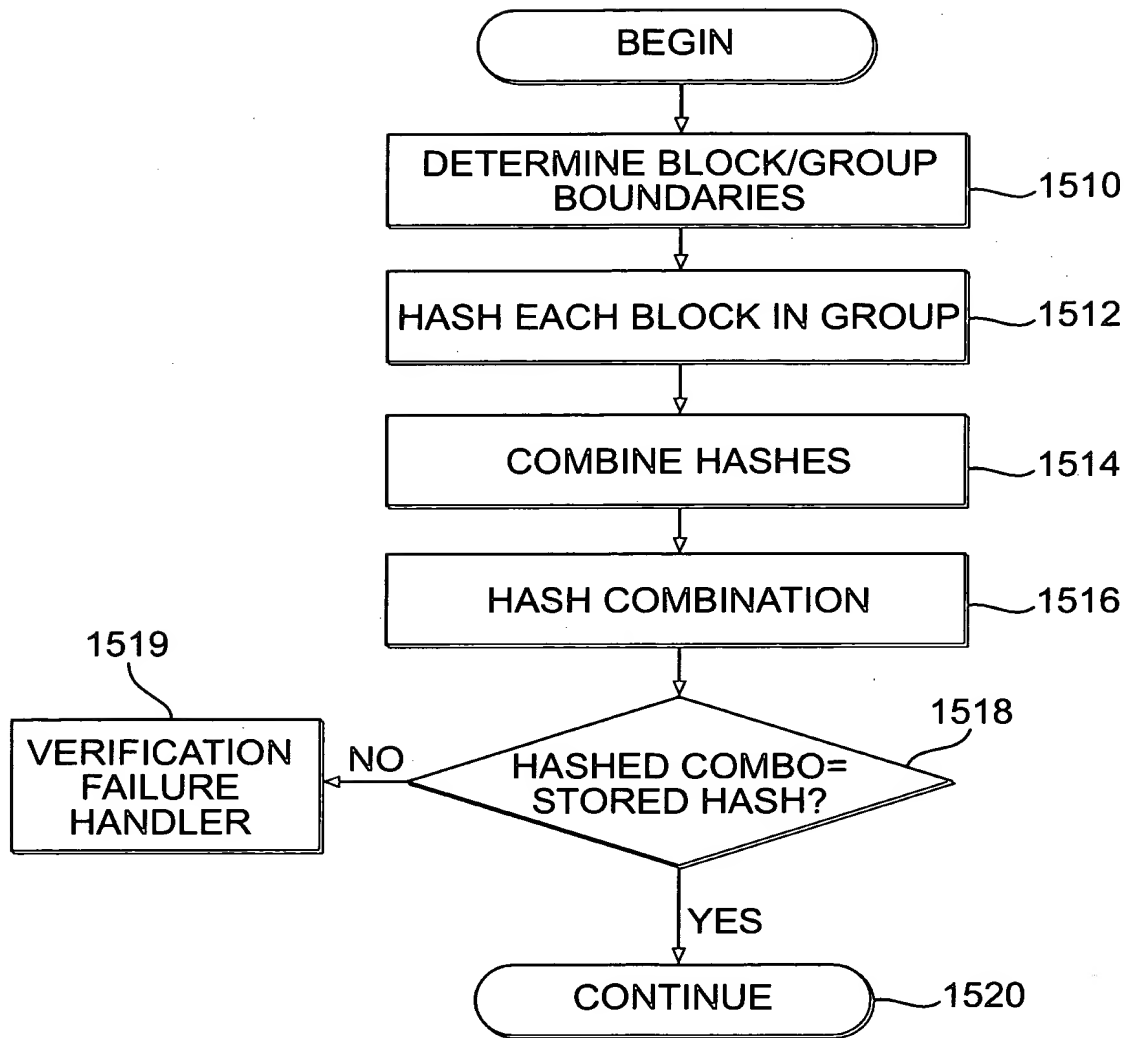 BEGIN
DETERMINE BLOCK/GROUP
BOUNDARIES
1510
HASH EACH BLOCK IN GROUP
1512
COMBINE HASHES
1514
HASH COMBINATION
1516
1519
VERIFICATION
FAILURE
HANDLER
NO
HASHED COMBO=
STORED HASH?
1518
YES
CONTINUE
1520